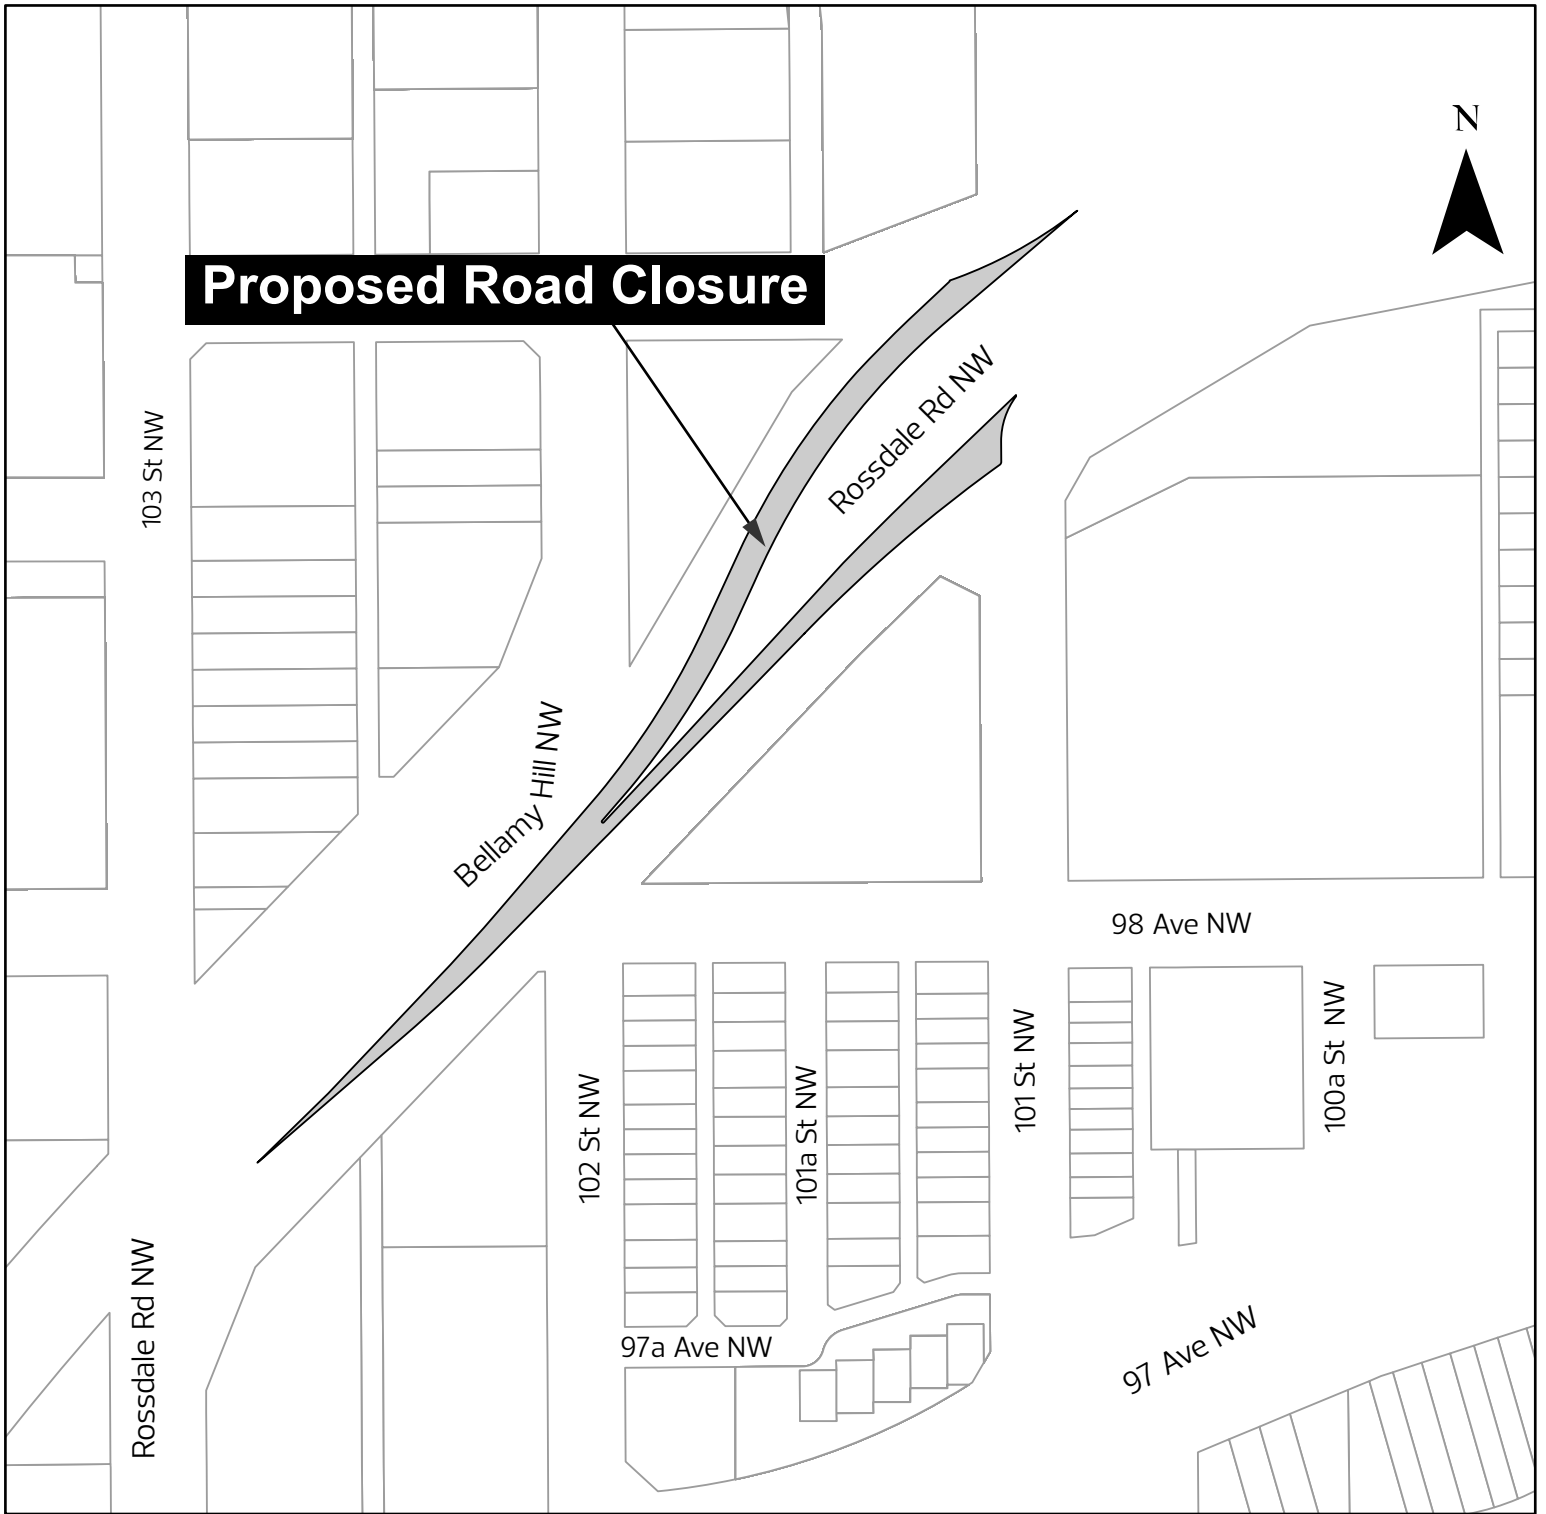 N
Proposed Road Closure
Rossdale Rd NW
103 St NW
Bellamy Hill NW
98 Ave NW
102 St NW
101a St NW
101 St NW
100a St NW
Rossdale Rd NW
97a Ave NW
97 Ave NW